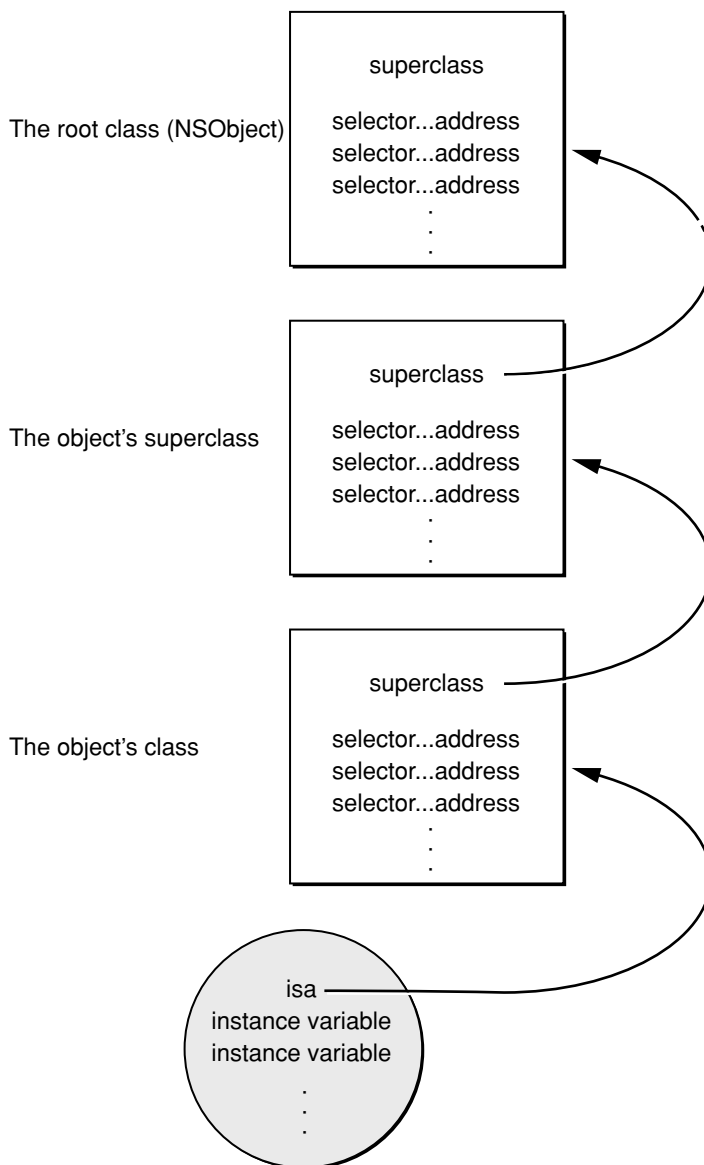 superclass
The root class (NSObject)
selector...address
selector...address
selector...address
.
.
.
superclass
The object's superclass
selector...address
selector...address
selector...address
.
.
.
superclass
The object's class
selector...address
selector...address
selector...address
.
.
.
isa
instance variable
instance variable
.
.
.